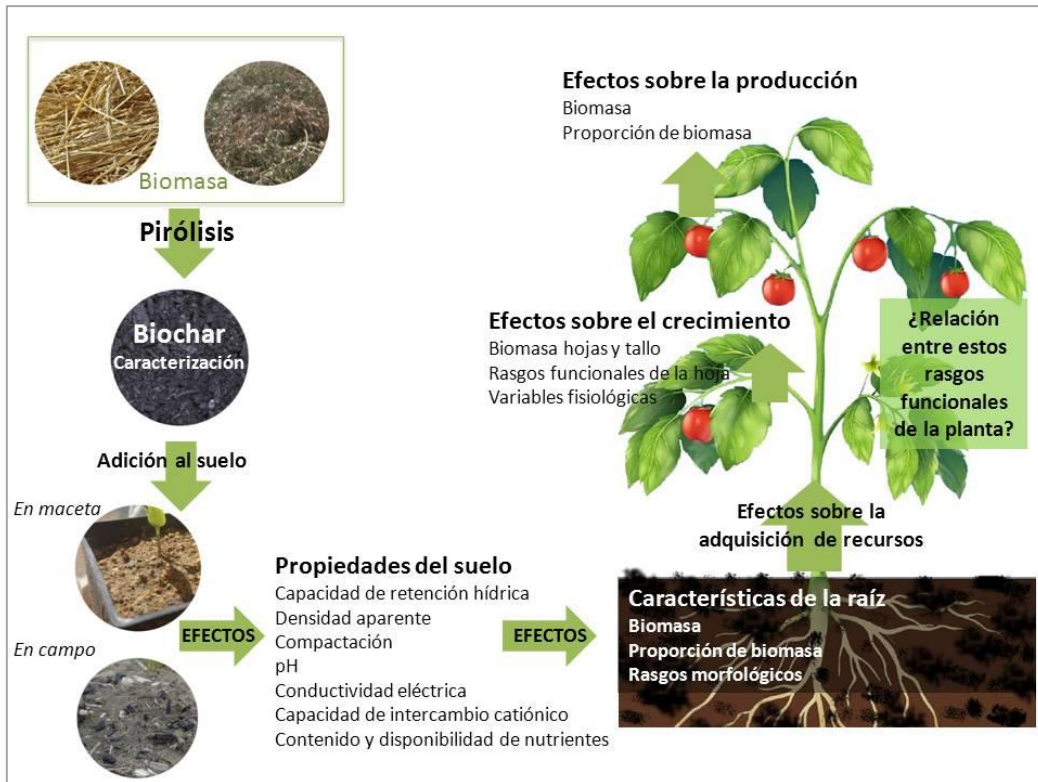 Biomasa
Pirólisis
Biochar
Caracterización
Adición al suelo
En maceta
En campo
EFECTOS
Propiedades del suelo
Capacidad de retención hídrica
Densidad aparente
Compactación
pH
Conductividad eléctrica
Capacidad de intercambio catiónico
Contenido y disponibilidad de nutrientes
EFECTOS
Características de la raíz
Biomasa
Proporción de biomasa
Rasgos morfológicos
Efectos sobre la
adquisición de recursos
Efectos sobre el crecimiento
Biomasa hojas y tallo
Rasgos funcionales de la hoja
Variables fisiológicas
Efectos sobre la producción
Biomasa
Proporción de biomasa
¿Relación
entre estos
rasgos
funcionales
de la planta?